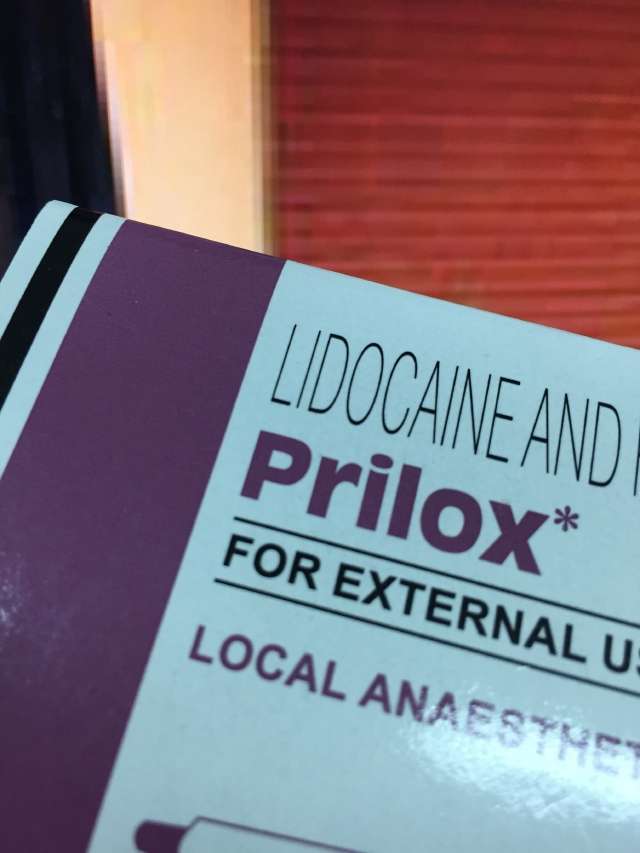 LIDOCAINE AND
Prilox*
FOR EXTERNAL
LOCAL